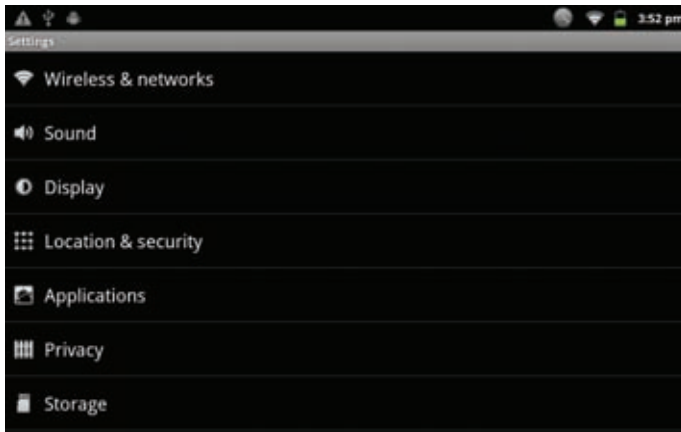 3:52 pm
Settings
Wireless & networks
Sound
Display
Location & security
Applications
Privacy
Storage